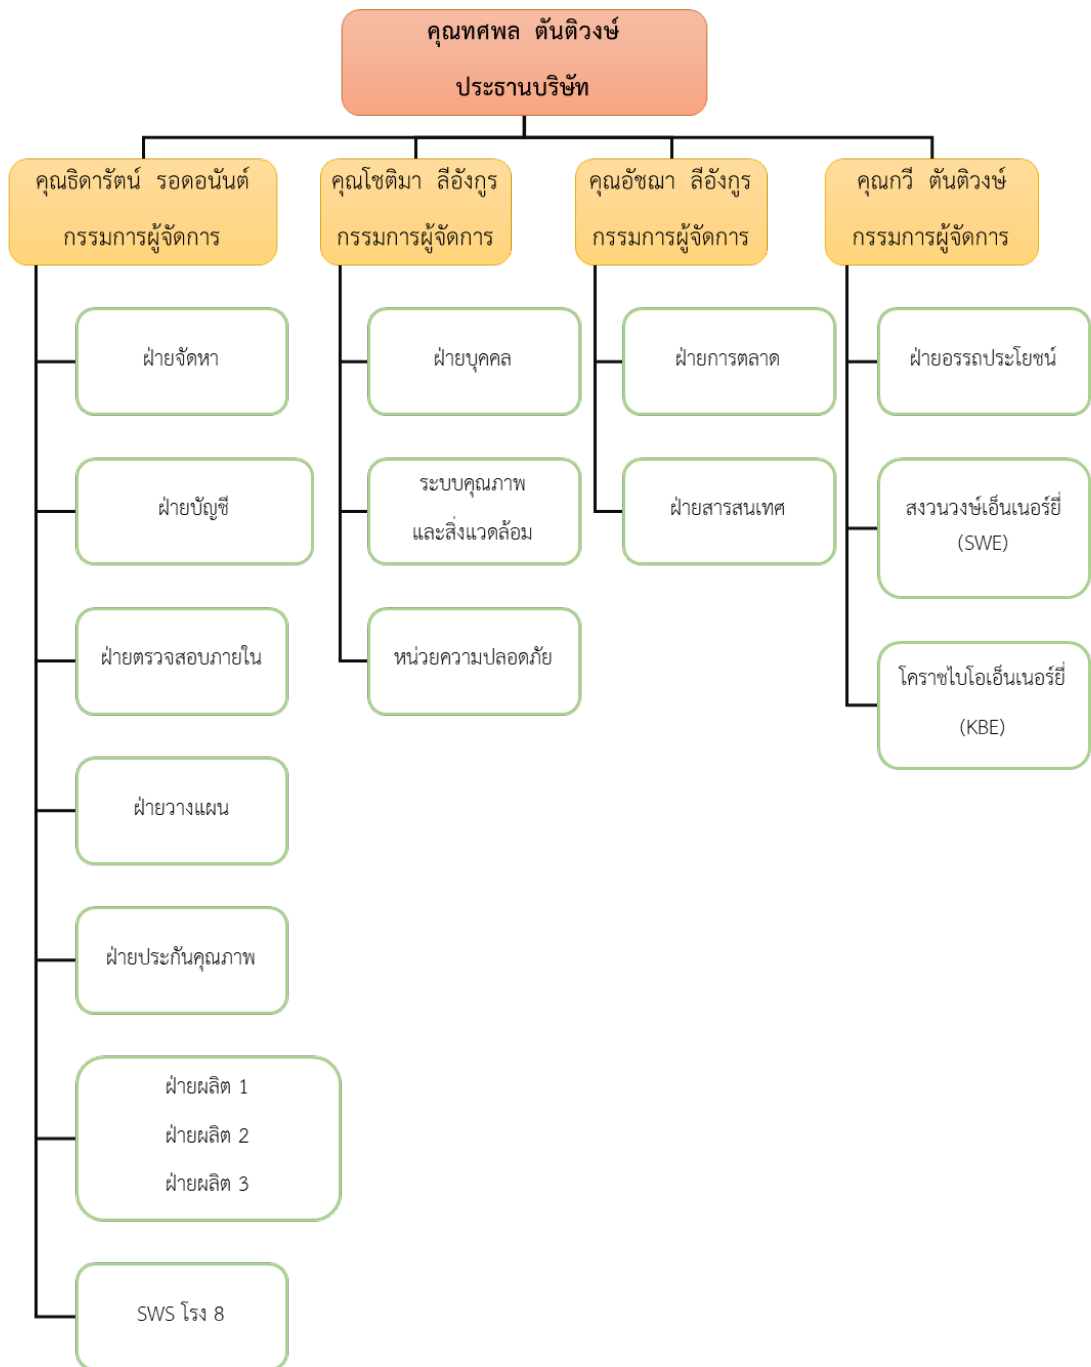 คุณทศพล ตันติวงษ์
ประธานบริษัท
คุณธิดารัตน์ รอดอนันต์
กรรมการผู้จัดการ
ฝ่ายจัดหา
ฝ่ายบัญชี
ฝ่ายตรวจสอบภายใน
ฝ่ายวางแผน
ฝ่ายประกันคุณภาพ
ฝ่ายผลิต 1
ฝ่ายผลิต 2
ฝ่ายผลิต 3
SWS โรง 8
คุณโชติมา ลีอังกูร
กรรมการผู้จัดการ
ฝ่ายบุคคล
ระบบคุณภาพ
และสิ่งแวดล้อม
หน่วยความปลอดภัย
คุณอัชฌา ลีอังกูร
กรรมการผู้จัดการ
ฝ่ายการตลาด
ฝ่ายสารสนเทศ
คุณกวี ตันติวงษ์
กรรมการผู้จัดการ
ฝ่ายอรรถประโยชน์
สงวนวงษ์เอ็นเนอร์ยี่
(SWE)
โคราชไบโอเอ็นเนอร์ยี่
(KBE)